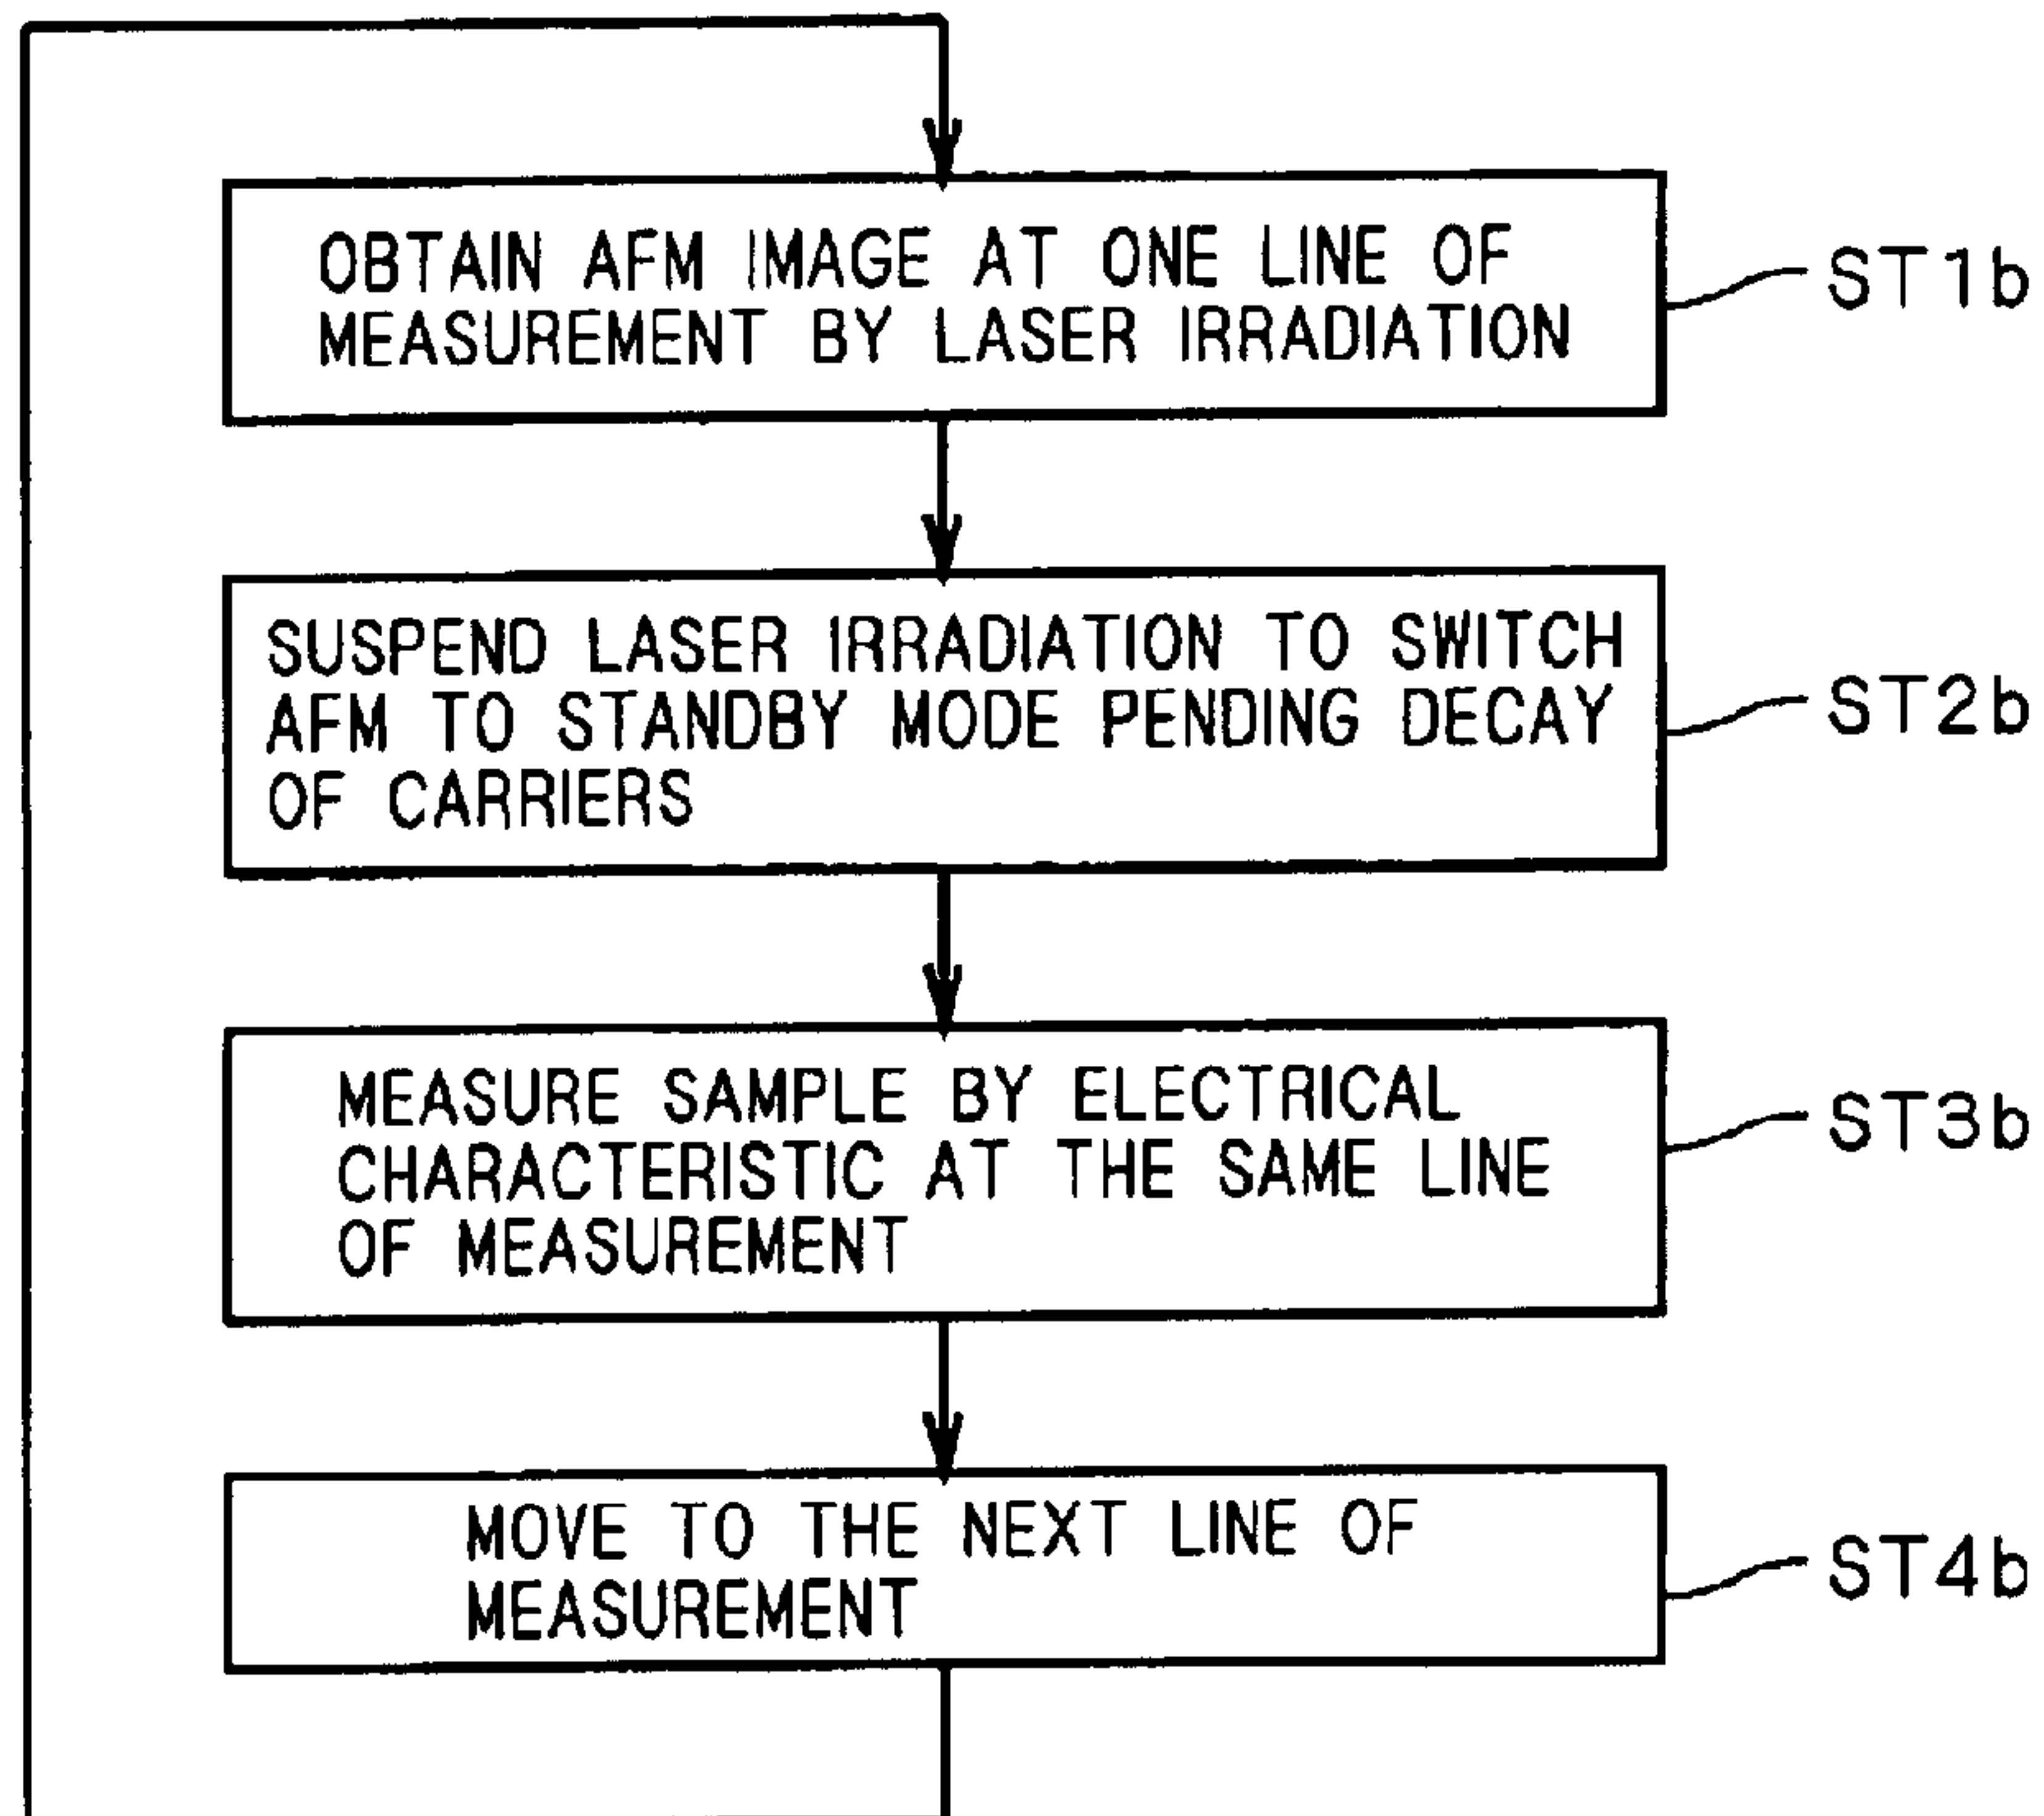 OBTAIN AFM IMAGE AT ONE LINE OF
MEASUREMENT BY LASER IRRADIATION
ST1b
SUSPEND LASER IRRADIATION TO SWITCH
AFM TO STANDBY MODE PENDING DECAY
OF CARRIERS
ST2b
MEASURE SAMPLE BY ELECTRICAL
CHARACTERISTIC AT THE SAME LINE
OF MEASUREMENT
ST3b
MOVE TO THE NEXT LINE OF
MEASUREMENT
ST4b